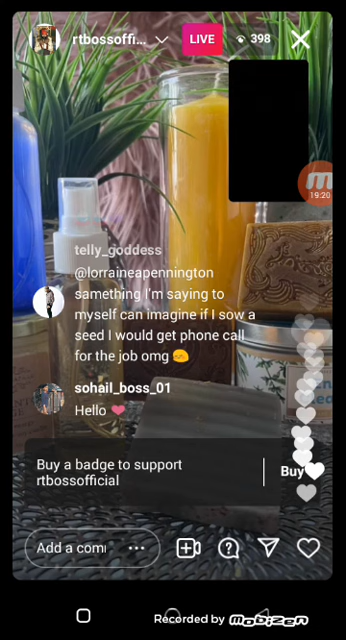 rtbossoffi...
LIVE
398
19:20
telly_goddess
@lorraineapennington
samething I'm saying to
myself can imagine if I sow a
seed I would get phone call
for the job omg
sohail_boss_01
Hello
Buy a badge to support
rtbossofficial
Buy
Add a com
Recorded by mobizen